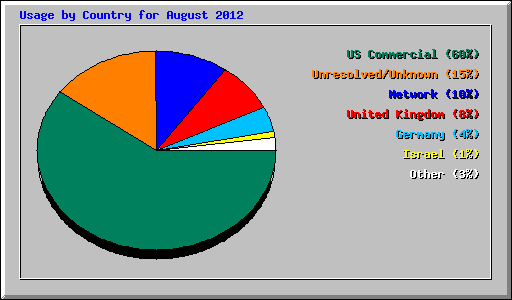 Usage by Country for August 2012
US Commercial (60%)
Unresolved/Unknown (15%)
Network (10%)
United Kingdom (8%)
Germany (4%)
Israel (1%)
Other (3%)